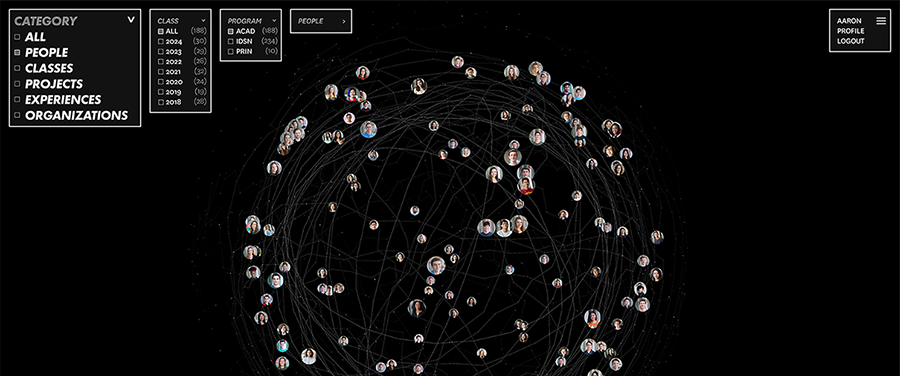 CATEGORY
ALL
PEOPLE
CLASSES
PROJECTS
EXPERIENCES
ORGANIZATIONS
CLASS
ALL (188)
2024 (30)
2023 (29)
2022 (26)
2021 (32)
2020 (24)
2019 (19)
2018 (28)
PROGRAM
ACAD (188)
IDSN (234)
PRIN (10)
PEOPLE >
AARON
PROFILE
LOGOUT